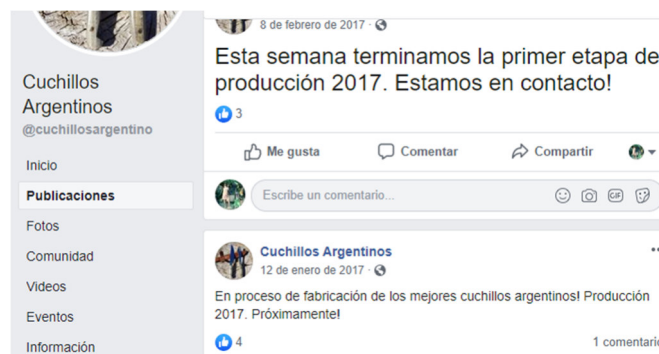 Cuchillos
Argentinos
@cuchillosargentino
Inicio
Publicaciones
Fotos
Comunidad
Videos
Eventos
Información
8 de febrero de 2017 ·
Esta semana terminamos la primer etapa de
producción 2017. Estamos en contacto!
3
Me gusta
Comentar
Compartir
Escribe un comentario...
GIF
Cuchillos Argentinos
12 de enero de 2017 ·
En proceso de fabricación de los mejores cuchillos argentinos! Producción
2017. Próximamente!
4
1 comentario